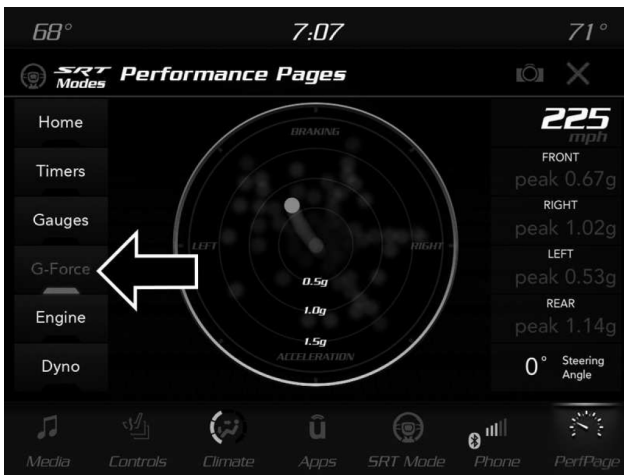 68°
7:07
71°
SRT Modes Performance Pages
Home
Timers
Gauges
G-Force
Engine
Dyno
BRAKING
LEFT
RIGHT
0.5g
1.0g
1.5g
ACCELERATION
225
mph
FRONT
peak 0.67g
RIGHT
peak 1.02g
LEFT
peak 0.53g
REAR
peak 1.14g
0° Steering
Angle
Media
Controls
Climate
Apps
SRT Mode
Phone
PerfPage